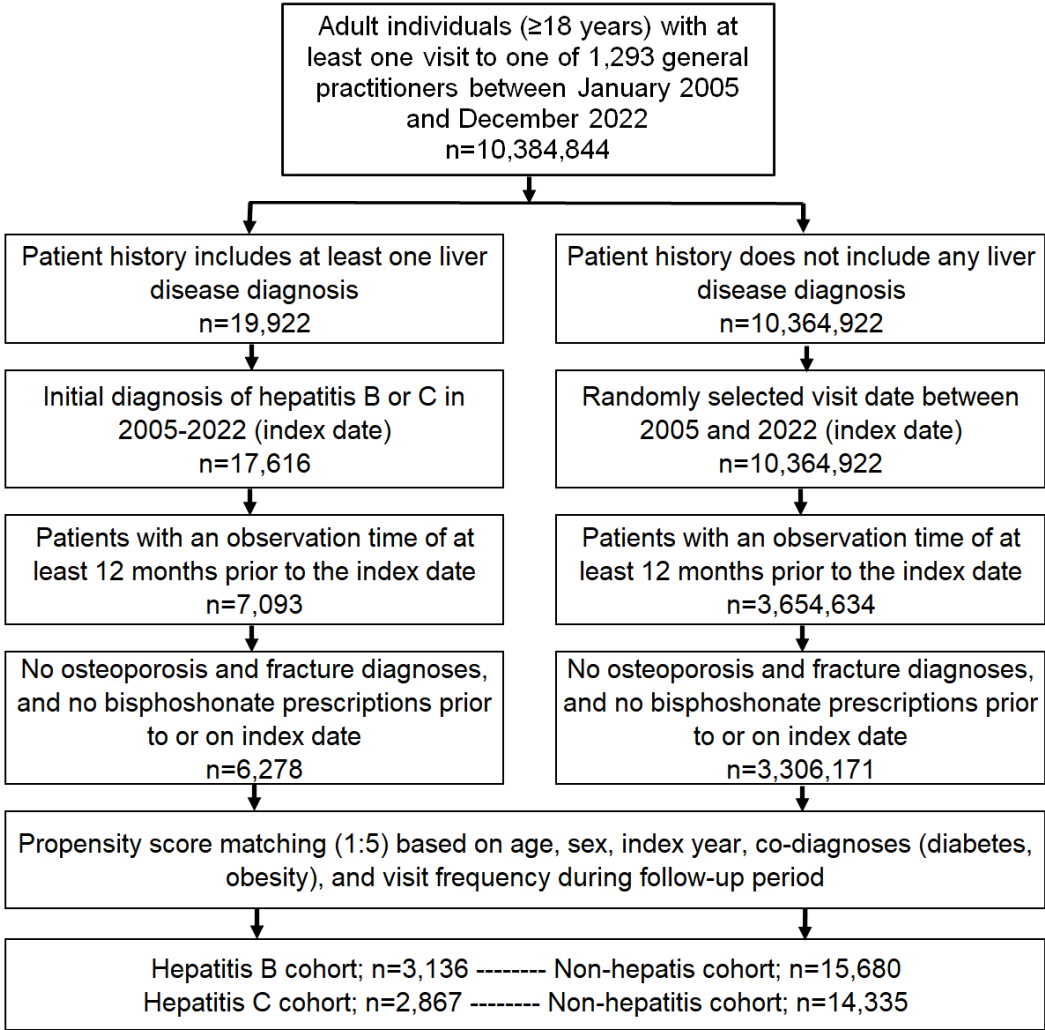 Adult individuals (≥18 years) with at
least one visit to one of 1,293 general
practitioners between January 2005
and December 2022
n=10,384,844
Patient history includes at least one liver
disease diagnosis
n=19,922
Patient history does not include any liver
disease diagnosis
n=10,364,922
Initial diagnosis of hepatitis B or C in
2005-2022 (index date)
n=17,616
Randomly selected visit date between
2005 and 2022 (index date)
n=10,364,922
Patients with an observation time of at
least 12 months prior to the index date
n=7,093
Patients with an observation time of at
least 12 months prior to the index date
n=3,654,634
No osteoporosis and fracture diagnoses,
and no bisphoshonate prescriptions prior
to or on index date
n=6,278
No osteoporosis and fracture diagnoses,
and no bisphoshonate prescriptions prior
to or on index date
n=3,306,171
Propensity score matching (1:5) based on age, sex, index year, co-diagnoses (diabetes,
obesity), and visit frequency during follow-up period
Hepatitis B cohort; n=3,136 -------- Non-hepatis cohort; n=15,680
Hepatitis C cohort; n=2,867 -------- Non-hepatitis cohort; n=14,335